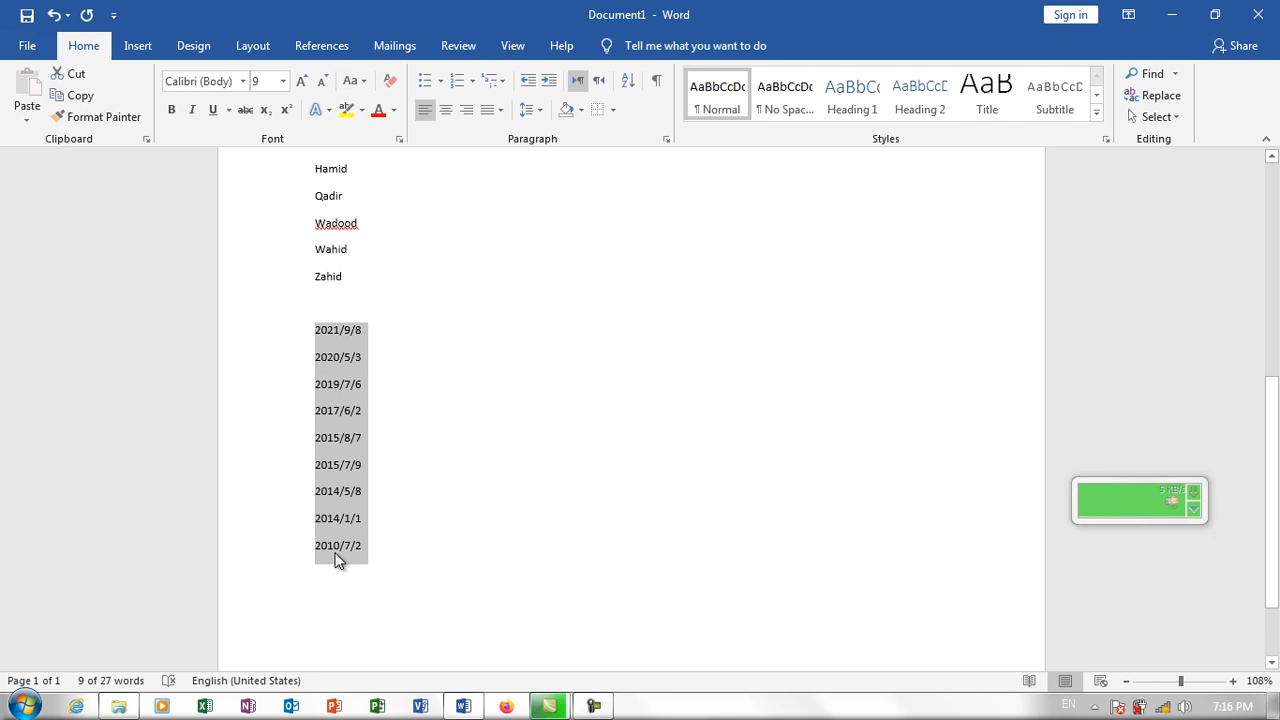 Document1 - Word
Sign in
File Home Insert Design Layout References Mailings Review View Help Tell me what you want to do Share
Paste
Cut
Copy
Format Painter
Clipboard
Calibri (Body) 9
Font
Paragraph
AaBbCcDc ¶ Normal
AaBbCcDc ¶ No Spac...
AaBbCc Heading 1
AaBbCcD Heading 2
AaB Title
AaBbCcD Subtitle
Styles
Find
Replace
Select
Editing
Hamid
Qadir
Wadood
Wahid
Zahid
2021/9/8
2020/5/3
2019/7/6
2017/6/2
2015/8/7
2015/7/9
2014/5/8
2014/1/1
2010/7/2
Page 1 of 1 9 of 27 words English (United States) 108%
EN 7:16 PM